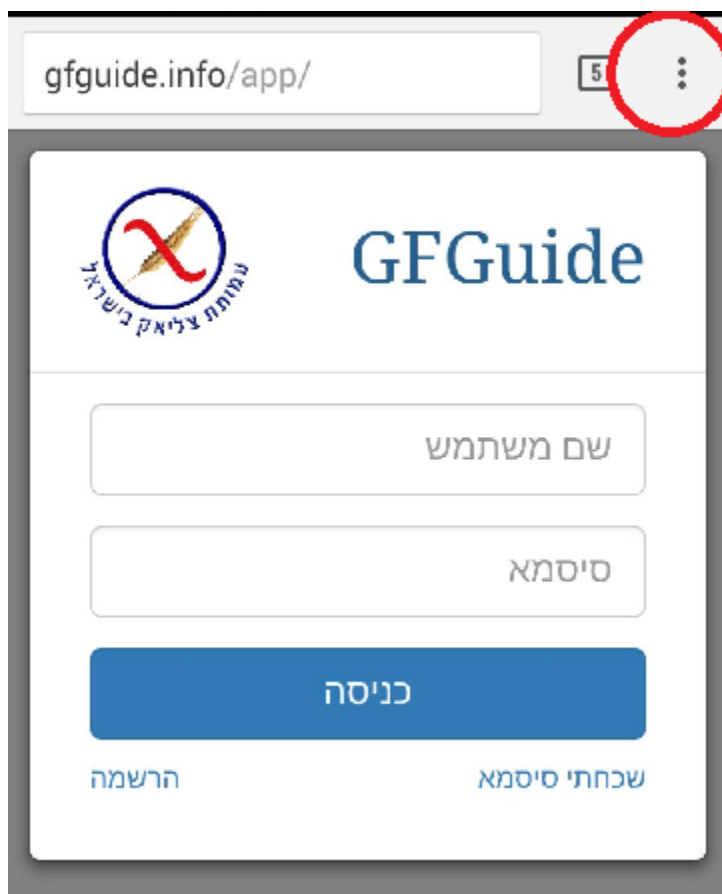 gfguide.info/app/
5
GFGuide
עמותת צליאק בישראל
שם משתמש
סיסמא
כניסה
שכחתי סיסמא
הרשמה